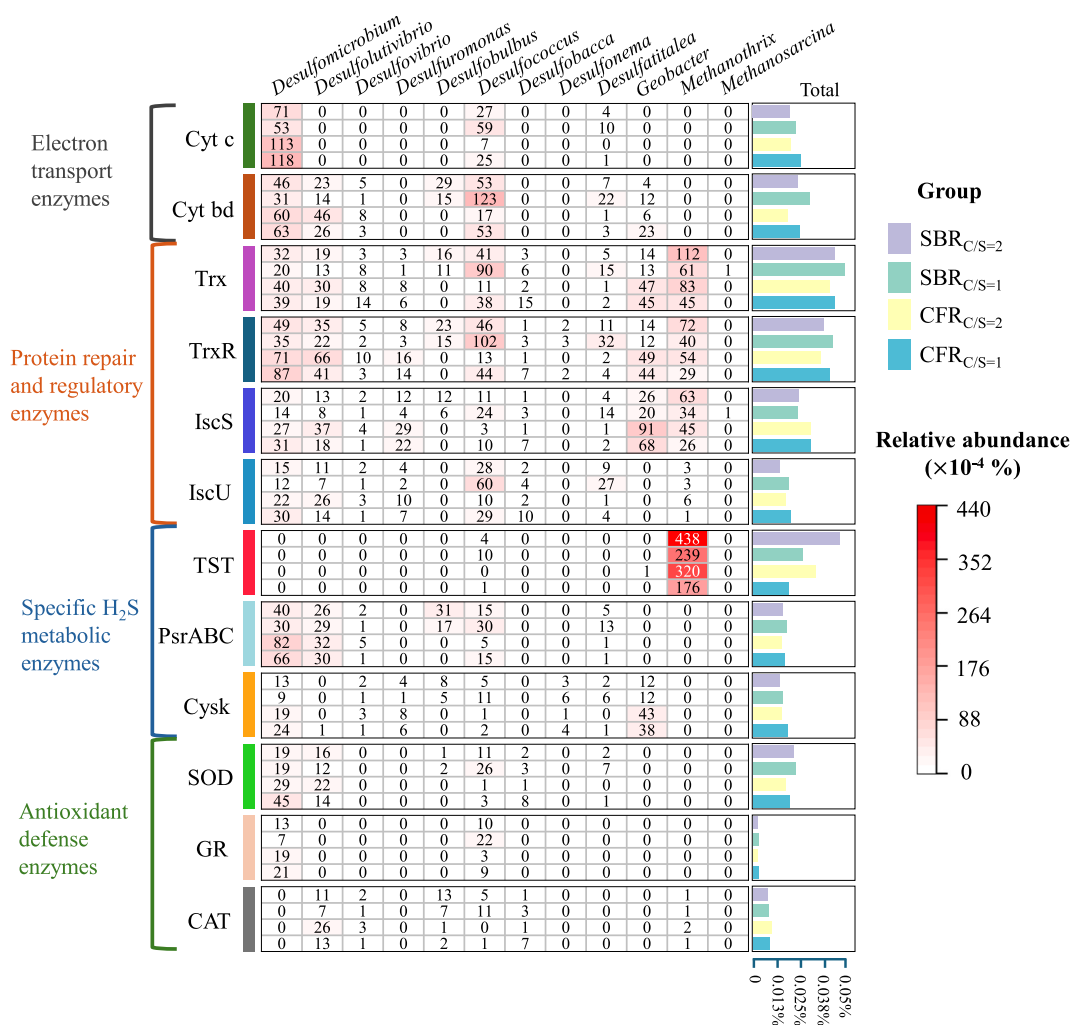 Desulfomicrobium
Desulfolutivibrio
Desulfovibrio
Desulfuromonas
Desulfobulbus
Desulfococcus
Desulfobacca
Desulfonema
Desulfatitalea
Geobacter
Methanothrix
Methanosarcina
Total
Electron
transport
enzymes
Cyt c
71 0 0 0 0 27 0 0 4 0 0 0
53 0 0 0 0 59 0 0 10 0 0 0
113 0 0 0 0 7 0 0 0 0 0 0
118 0 0 0 0 25 0 0 1 0 0 0
Cyt bd
46 23 5 0 29 53 0 0 7 4 0 0
31 14 1 0 15 123 0 0 22 12 0 0
60 46 8 0 0 17 0 0 1 6 0 0
63 26 3 0 0 53 0 0 3 23 0 0
Protein repair
and regulatory
enzymes
Trx
32 19 3 3 16 41 3 0 5 14 112 0
20 13 8 1 11 90 6 0 15 13 61 1
40 30 8 8 0 11 2 0 1 47 83 0
39 19 14 6 0 38 15 0 2 45 45 0
TrxR
49 35 5 8 23 46 1 2 11 14 72 0
35 22 2 3 15 102 3 3 32 12 40 0
71 66 10 16 0 13 1 0 2 49 54 0
87 41 3 14 0 44 7 2 4 44 29 0
IscS
20 13 2 12 12 11 1 0 4 26 63 0
14 8 1 4 6 24 3 0 14 20 34 1
27 37 4 29 0 3 1 0 1 91 45 0
31 18 1 22 0 10 7 0 2 68 26 0
IscU
15 11 2 4 0 28 2 0 9 0 3 0
12 7 1 2 0 60 4 0 27 0 3 0
22 26 3 10 0 10 2 0 1 0 6 0
30 14 1 7 0 29 10 0 4 0 1 0
Specific H₂S
metabolic
enzymes
TST
0 0 0 0 0 4 0 0 0 0 438 0
0 0 0 0 0 10 0 0 0 0 239 0
0 0 0 0 0 0 0 0 0 1 320 0
0 0 0 0 0 1 0 0 0 0 176 0
PsrABC
40 26 2 0 31 15 0 0 5 0 0 0
30 29 1 0 17 30 0 0 13 0 0 0
82 32 5 0 0 5 0 0 1 0 0 0
66 30 1 0 0 15 0 0 1 0 0 0
Cysk
13 0 2 4 8 5 0 3 2 12 0 0
9 0 1 1 5 11 0 6 6 12 0 0
19 0 3 8 0 1 0 1 0 43 0 0
24 1 1 6 0 2 0 4 1 38 0 0
Antioxidant
defense
enzymes
SOD
19 16 0 0 1 11 2 0 2 0 0 0
19 12 0 0 2 26 3 0 7 0 0 0
29 22 0 0 0 1 1 0 0 0 0 0
45 14 0 0 0 3 8 0 1 0 0 0
GR
13 0 0 0 0 10 0 0 0 0 0 0
7 0 0 0 0 22 0 0 0 0 0 0
19 0 0 0 0 3 0 0 0 0 0 0
21 0 0 0 0 9 0 0 0 0 0 0
CAT
0 11 2 0 13 5 1 0 0 0 1 0
0 7 1 0 7 11 3 0 0 0 1 0
0 26 3 0 1 0 1 0 0 0 2 0
0 13 1 0 2 1 7 0 0 0 1 0
0
0.013%
0.025%
0.038%
0.05%
Group
SBR C/S=2
SBR C/S=1
CFR C/S=2
CFR C/S=1
Relative abundance
(×10⁻⁴ %)
440
352
264
176
88
0